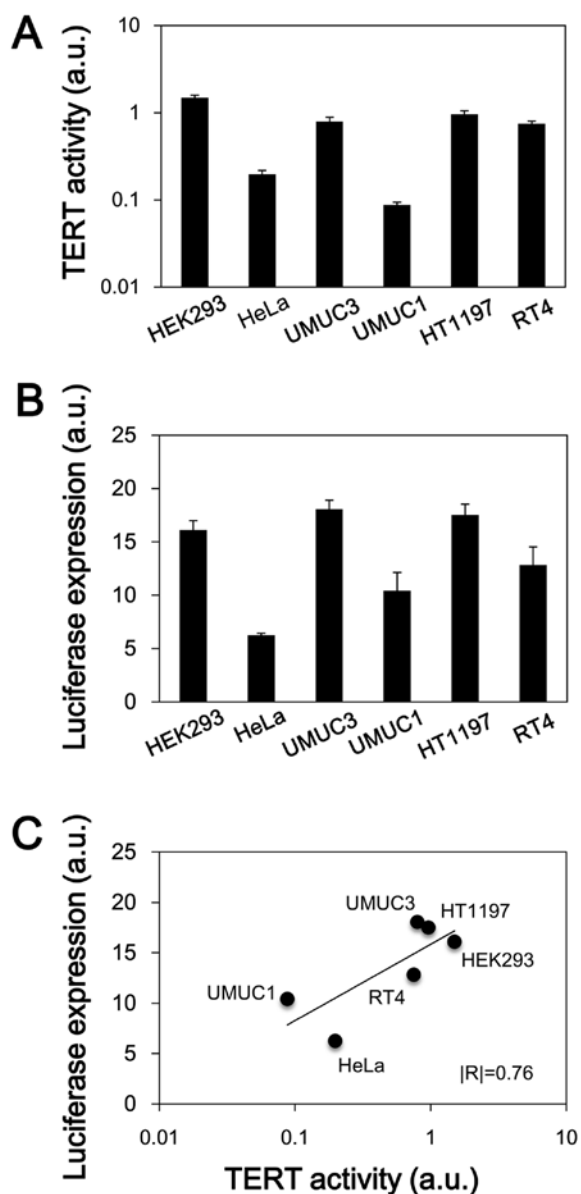 A
TERT activity (a.u.)
10
1
0.1
0.01
HEK293
HeLa
UMUC3
UMUC1
HT1197
RT4
B
Luciferase expression (a.u.)
25
20
15
10
5
0
HEK293
HeLa
UMUC3
UMUC1
HT1197
RT4
C
Luciferase expression (a.u.)
25
20
15
10
5
0
UMUC3
HT1197
HEK293
UMUC1
RT4
HeLa
|R|=0.76
0.01
0.1
1
10
TERT activity (a.u.)